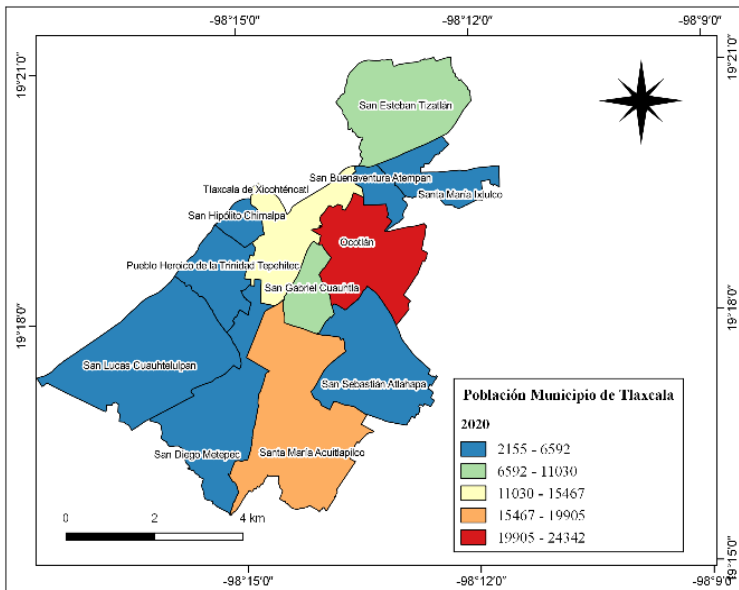 -98°15'0"
-98°12'0"
-98°9'0"
19°21'0"
19°21'0"
San Esteban Tizatlán
San Buenaventura Atempan
Tlaxcala de Xicohténcatl
Santa María Ixtulco
San Hipólito Chimalpa
Ocotlán
Pueblo Heroico de la Trinidad Tepehitec
San Gabriel Cuauhtla
19°18'0"
19°18'0"
San Lucas Cuauhtelulpan
San Sebastián Atlahapa
San Diego Metepec
Santa María Acuitlapilco
Población Municipio de Tlaxcala
2020
2155 - 6592
6592 - 11030
11030 - 15467
15467 - 19905
19905 - 24342
0 2 4 km
19°15'0"
-98°15'0"
-98°12'0"
-98°9'0"